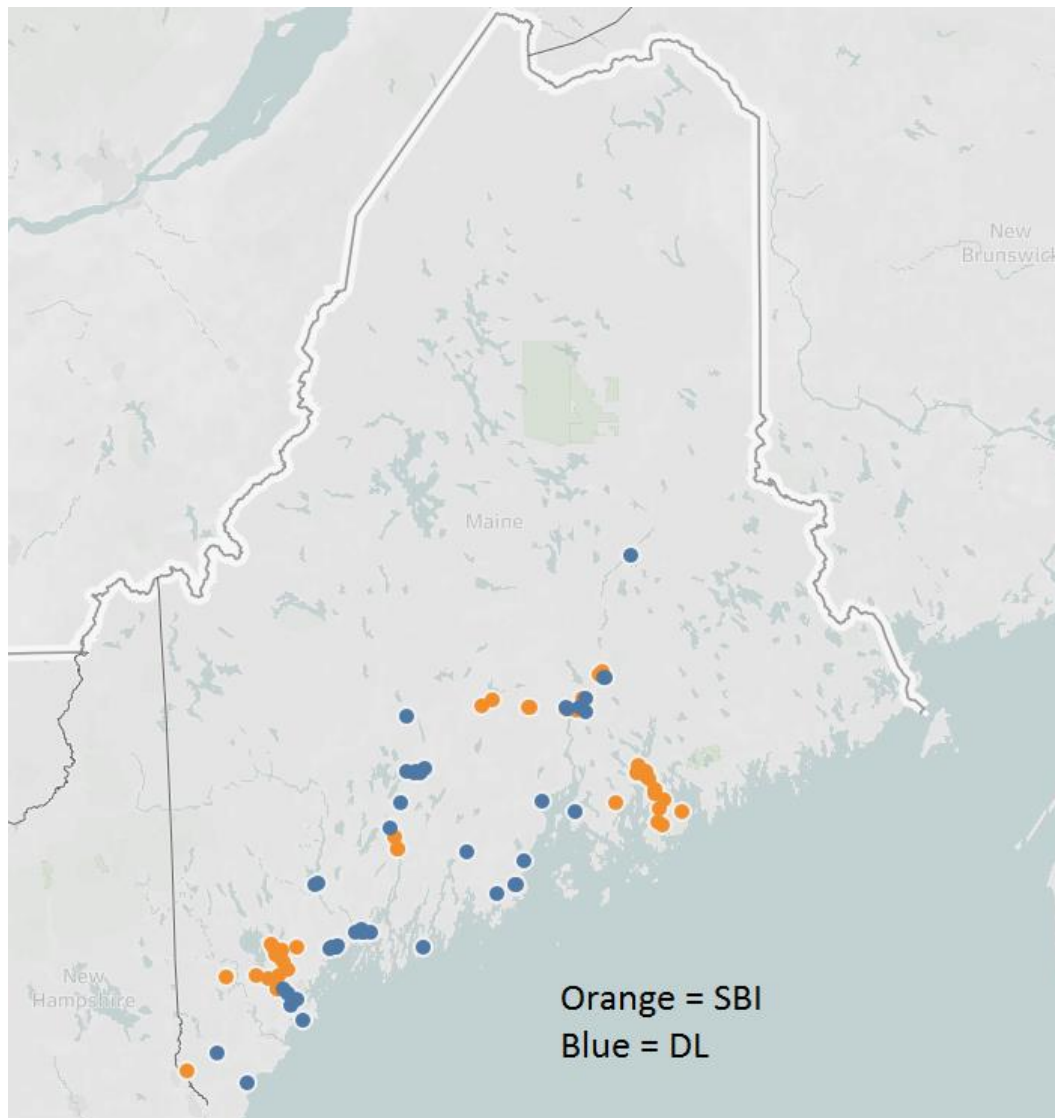 New
Brunswick
Maine
New
Hampshire
Orange = SBI
Blue = DL